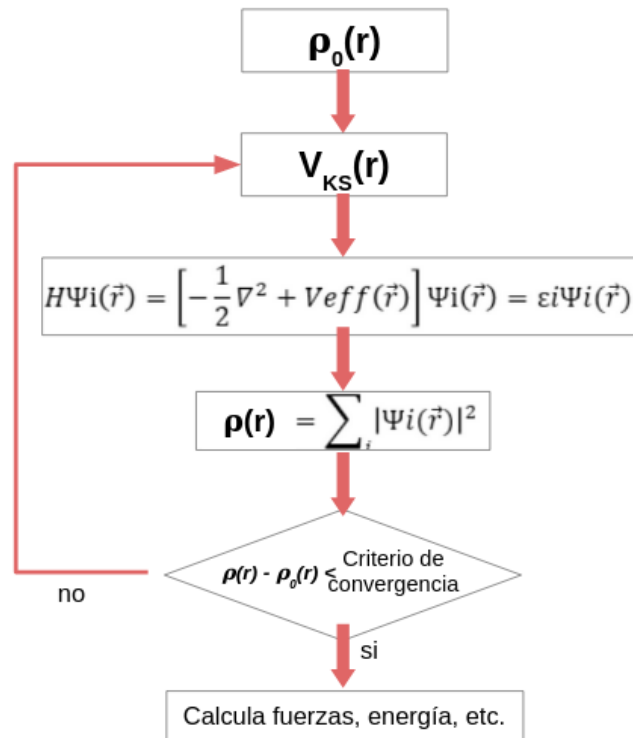 ρ₀(r)
V_KS(r)
HΨi(r⃗) = [−1/2 ∇² + Veff(r⃗)] Ψi(r⃗) = εiΨi(r⃗)
ρ(r) = ∑ᵢ |Ψi(r⃗)|²
ρ(r) - ρ₀(r) < Criterio de
convergencia
no
si
Calcula fuerzas, energía, etc.